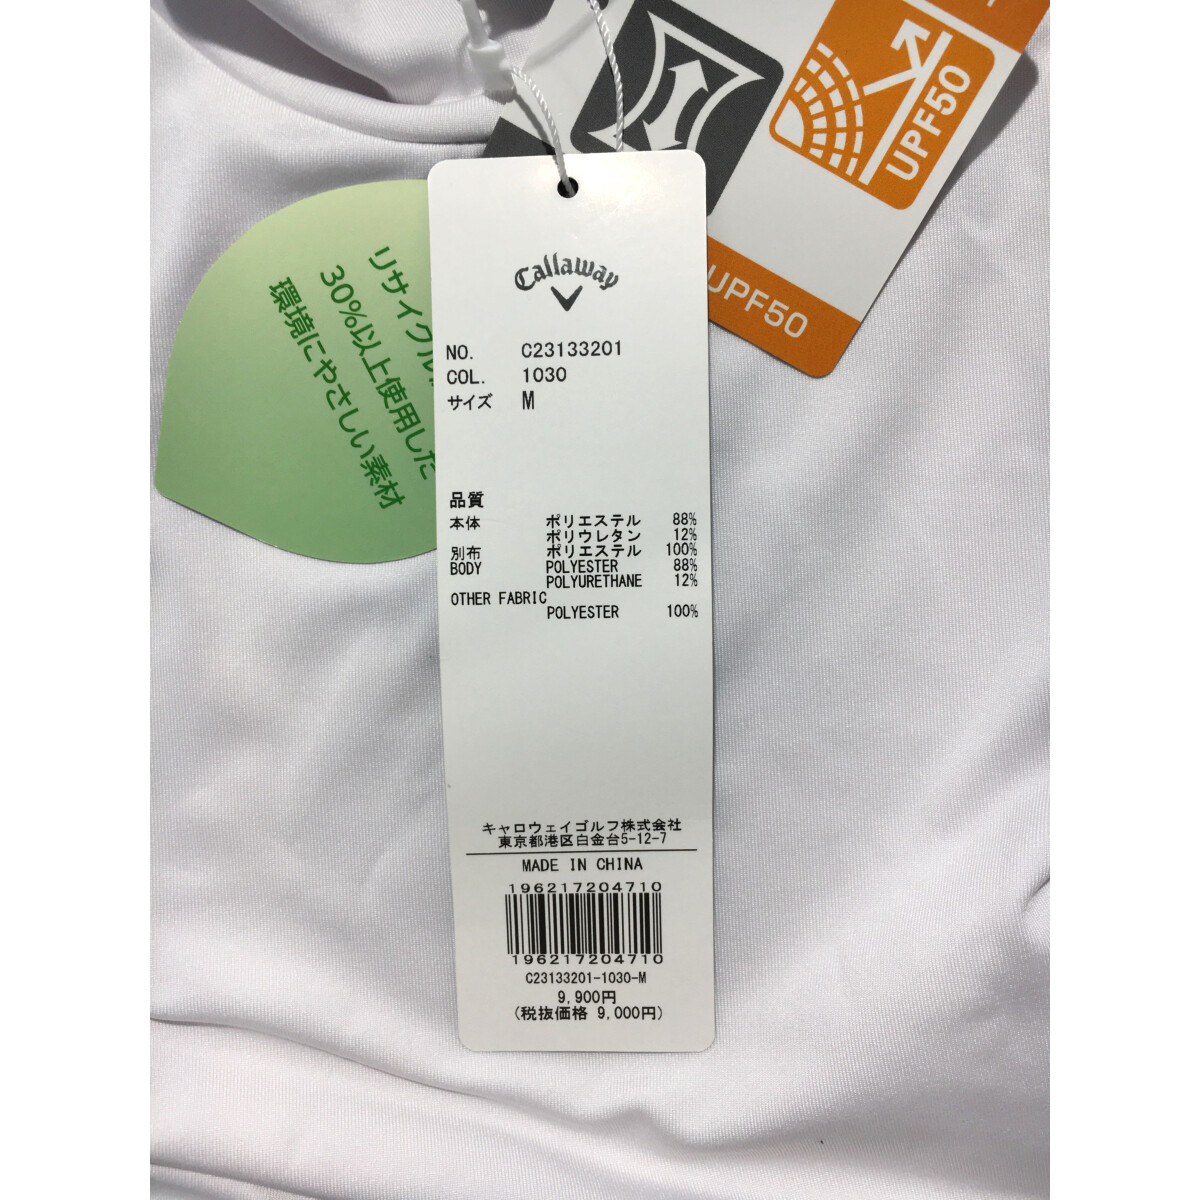 UPF50
UPF50
リサイクル
30%以上使用した
環境にやさしい素材
Callaway
NO. C23133201
COL. 1030
サイズ M
品質
本体 ポリエステル 88%
ポリウレタン 12%
別布 ポリエステル 100%
BODY POLYESTER 88%
POLYURETHANE 12%
OTHER FABRIC
POLYESTER 100%
キャロウェイゴルフ株式会社
東京都港区白金台5-12-7
MADE IN CHINA
196217204710
196217204710
C23133201-1030-M
9,900円
(税抜価格 9,000円)